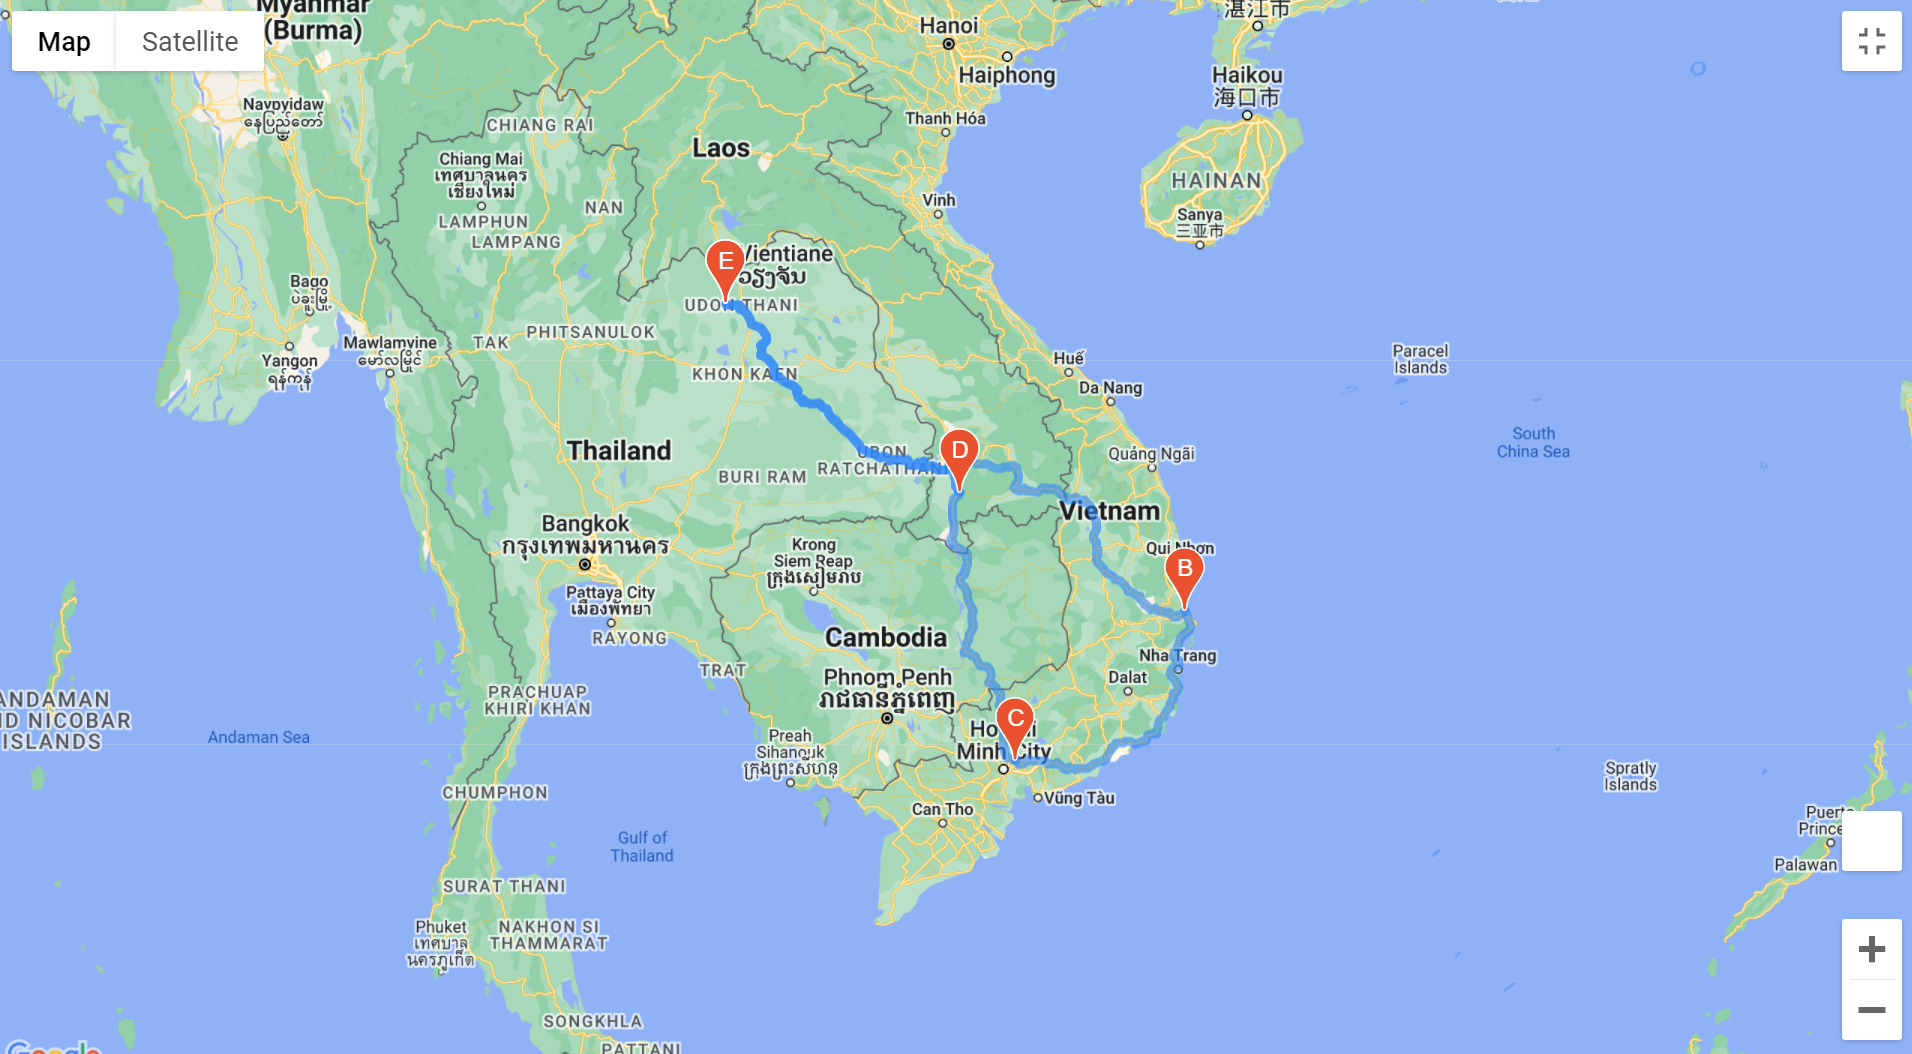 Myanmar
(Burma)
Map
Satellite
Hanoi
Haiphong
湛江市
Haikou
海口市
Naypyidaw
နေပြည်တော်
CHIANG RAI
Thanh Hóa
Laos
Chiang Mai
เทศบาลนคร
เชียงใหม่
HAINAN
NAN
Vinh
LAMPHUN
LAMPANG
Sanya
三亚市
E
Vientiane
ວຽງຈັນ
Bago
ပဲခူးမြို့
UDON THANI
PHITSANULOK
TAK
Mawlamyine
မော်လမြိုင်
Yangon
ရန်ကုန်
Huế
Paracel
Islands
KHON KAEN
Da Nang
South
China Sea
Thailand
D
UBON
RATCHATHANI
Quảng Ngãi
BURI RAM
Vietnam
Bangkok
กรุงเทพมหานคร
Krong
Siem Reap
ក្រុងសៀមរាប
Qui Nhơn
B
Pattaya City
เมืองพัทยา
RAYONG
Cambodia
Nha Trang
TRAT
Phnom Penh
រាជធានីភ្នំពេញ
Dalat
PRACHUAP
KHIRI KHAN
ANDAMAN
ND NICOBAR
ISLANDS
Andaman Sea
C
Ho Chi
Minh City
Preah
Sihanouk
ក្រុងព្រះសីហនុ
Spratly
Islands
CHUMPHON
Can Tho
Vũng Tàu
Puerto
Prince
Gulf of
Thailand
Palawan
SURAT THANI
Phuket
เทศบาล
นครภูเก็ต
NAKHON SI
THAMMARAT
SONGKHLA
PATTANI
Google